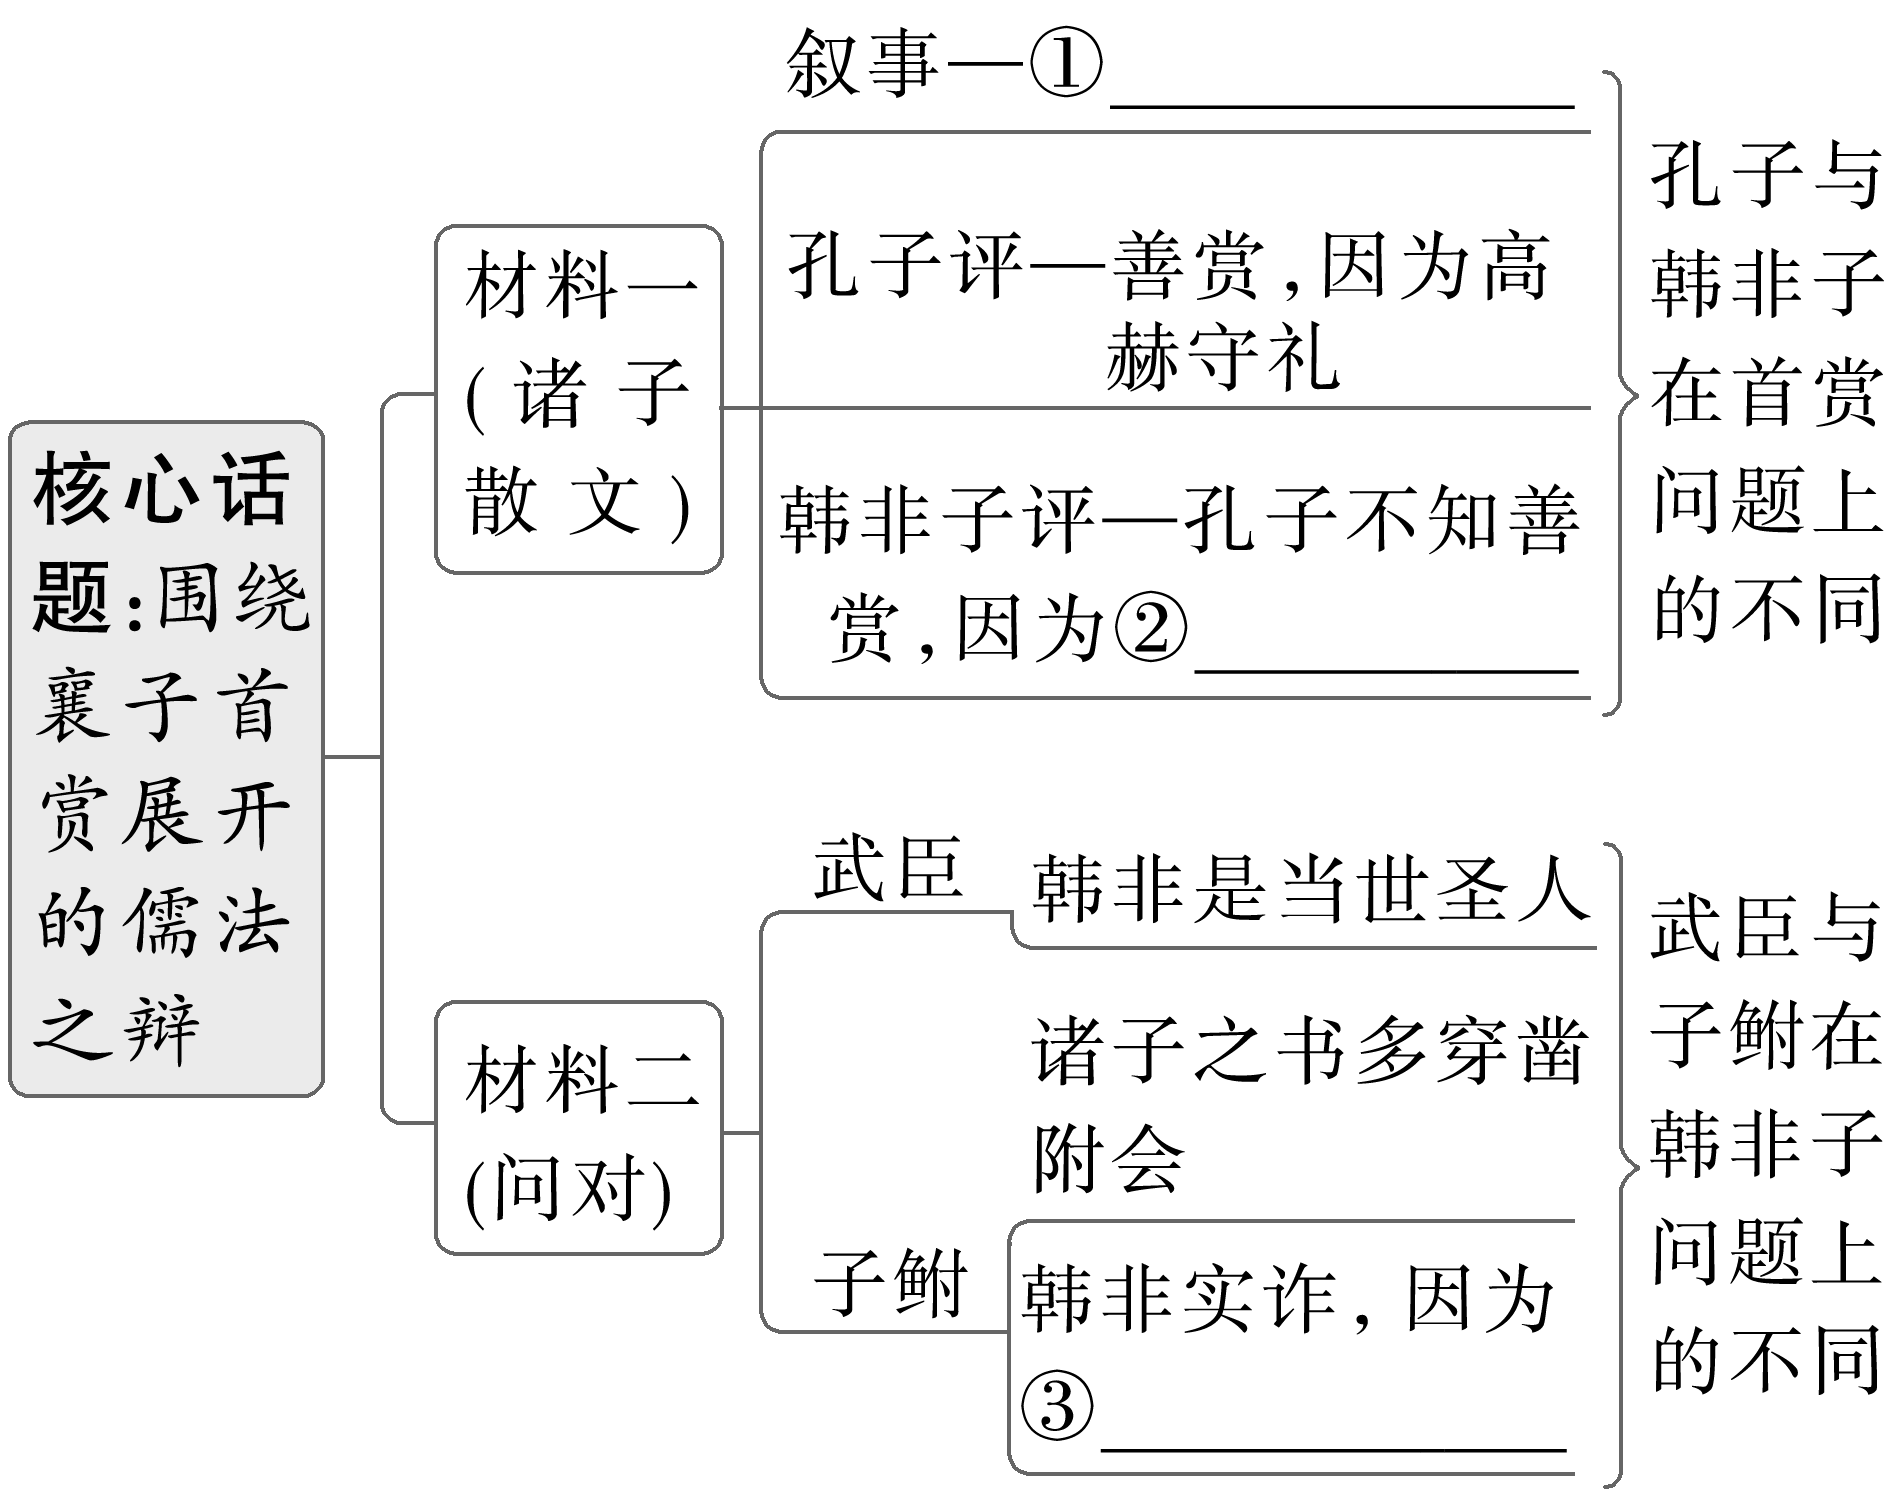 核心话
题:围绕
襄子首
赏展开
的儒法
之辩
材料一
(诸子
散文)
叙事—①
孔子评—善赏,因为高
赫守礼
韩非子评—孔子不知善
赏,因为②
孔子与
韩非子
在首赏
问题上
的不同
材料二
(问对)
武臣
韩非是当世圣人
子鲋
诸子之书多穿凿
附会
韩非实诈,因为
③
武臣与
子鲋在
韩非子
问题上
的不同